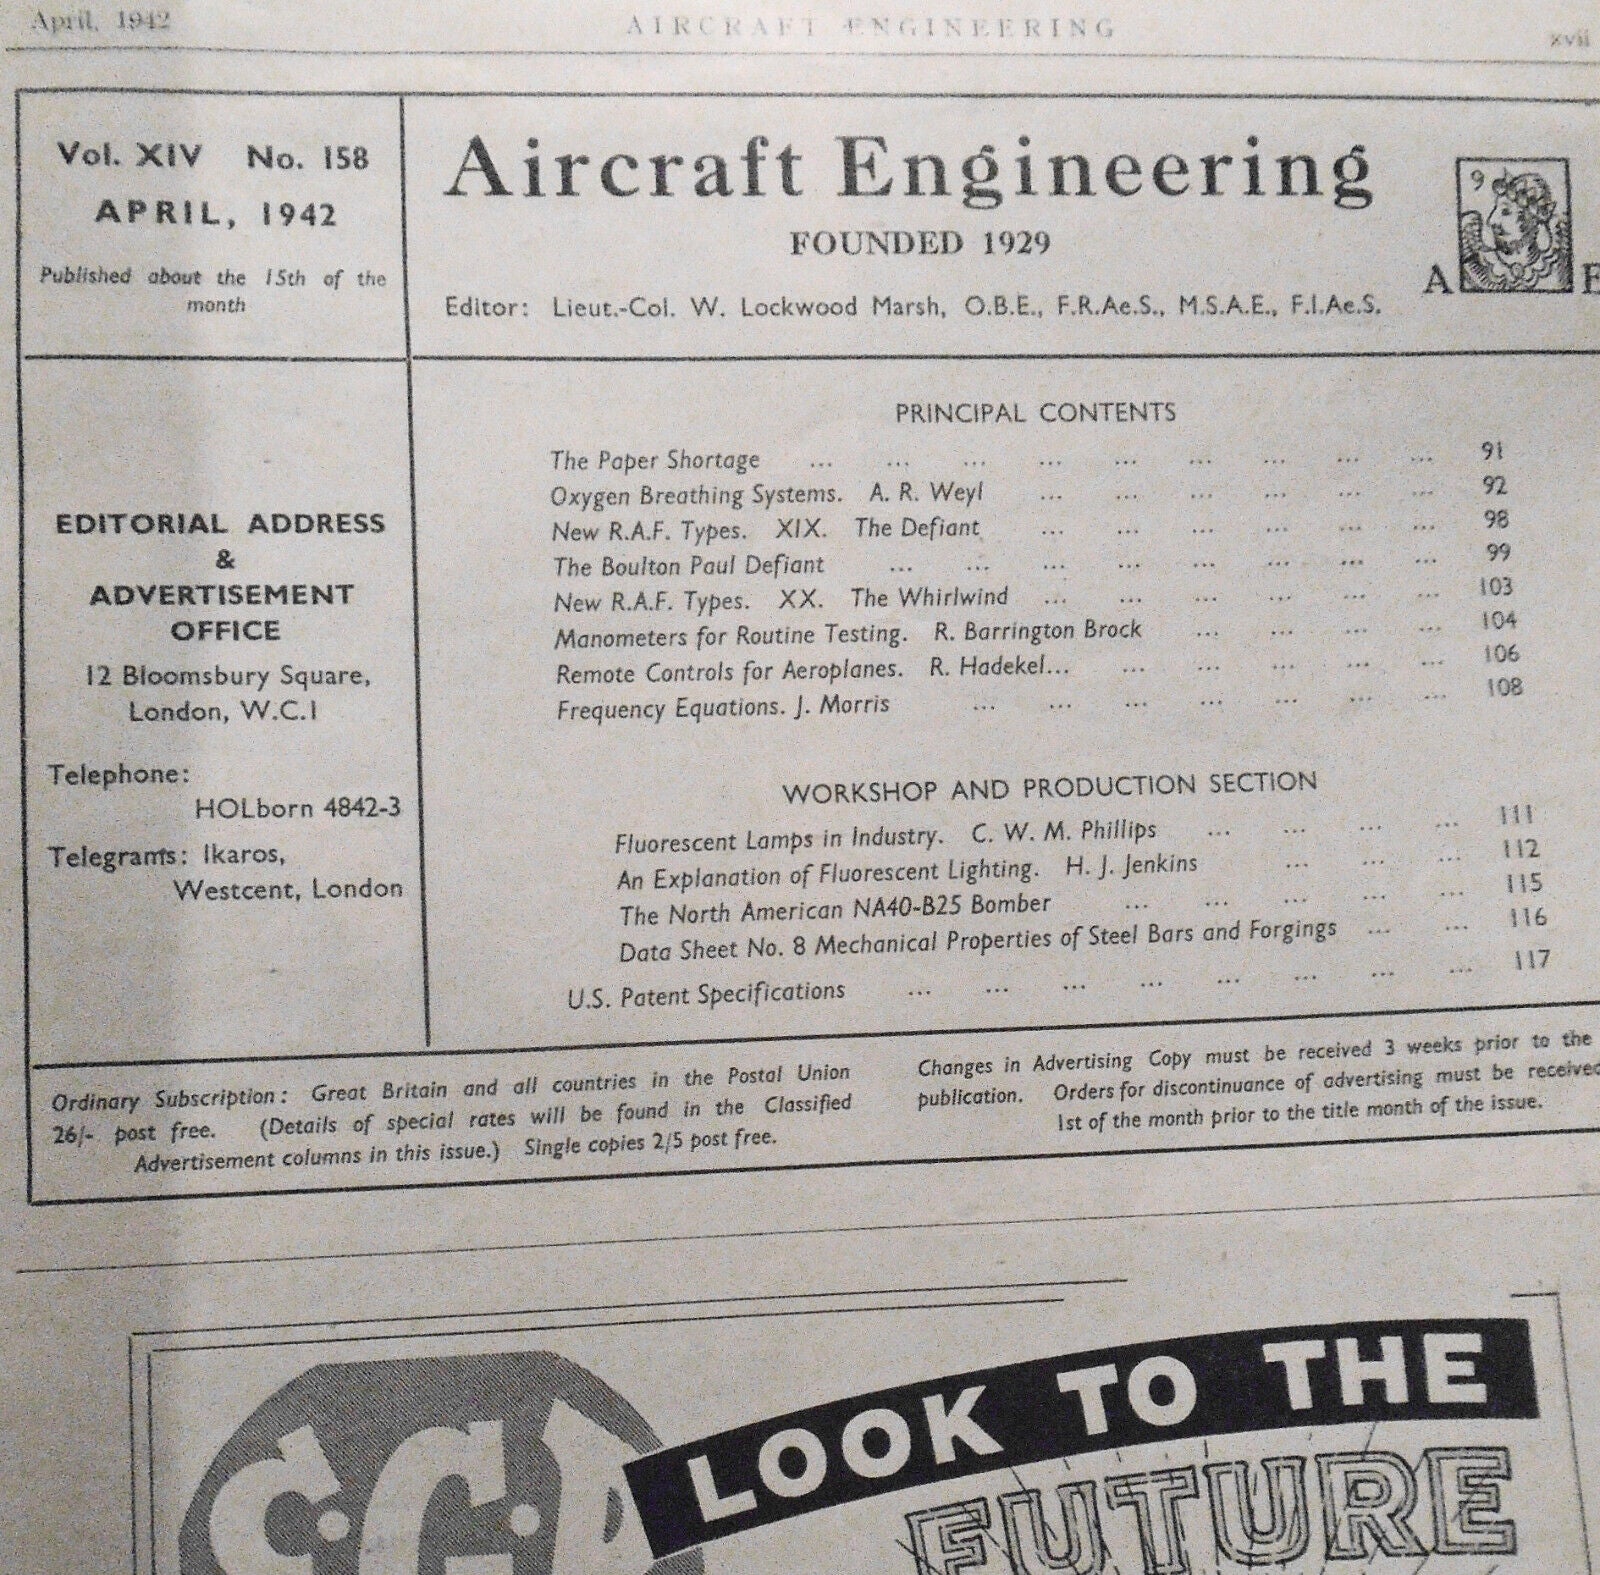 April, 1942
AIRCRAFT ENGINEERING
xvii
Vol. XIV No. 158
APRIL, 1942
Published about the 15th of the
month
Aircraft Engineering
FOUNDED 1929
Editor: Lieut.-Col. W. Lockwood Marsh, O.B.E., F.R.Ae.S., M.S.A.E., F.I.Ae.S.
9
A E
EDITORIAL ADDRESS
&
ADVERTISEMENT
OFFICE
12 Bloomsbury Square,
London, W.C.1
Telephone:
HOLborn 4842-3
Telegrams: Ikaros,
Westcent, London
PRINCIPAL CONTENTS
The Paper Shortage ... ... ... ... ... ... ... ... ... 91
Oxygen Breathing Systems. A. R. Weyl ... ... ... ... ... ... 92
New R.A.F. Types. XIX. The Defiant ... ... ... ... ... ... 98
The Boulton Paul Defiant ... ... ... ... ... ... ... ... 99
New R.A.F. Types. XX. The Whirlwind ... ... ... ... ... ... 103
Manometers for Routine Testing. R. Barrington Brock ... ... ... ... 104
Remote Controls for Aeroplanes. R. Hadekel... ... ... ... ... ... 106
Frequency Equations. J. Morris ... ... ... ... ... ... ... 108
WORKSHOP AND PRODUCTION SECTION
Fluorescent Lamps in Industry. C. W. M. Phillips ... ... ... ... 111
An Explanation of Fluorescent Lighting. H. J. Jenkins ... ... ... 112
The North American NA40-B25 Bomber ... ... ... ... ... 115
Data Sheet No. 8 Mechanical Properties of Steel Bars and Forgings ... ... 116
U.S. Patent Specifications ... ... ... ... ... ... ... ... 117
Ordinary Subscription: Great Britain and all countries in the Postal Union
26/- post free. (Details of special rates will be found in the Classified
Advertisement columns in this issue.) Single copies 2/5 post free.
Changes in Advertising Copy must be received 3 weeks prior to the
publication. Orders for discontinuance of advertising must be received
1st of the month prior to the title month of the issue.
LOOK TO THE
FUTURE